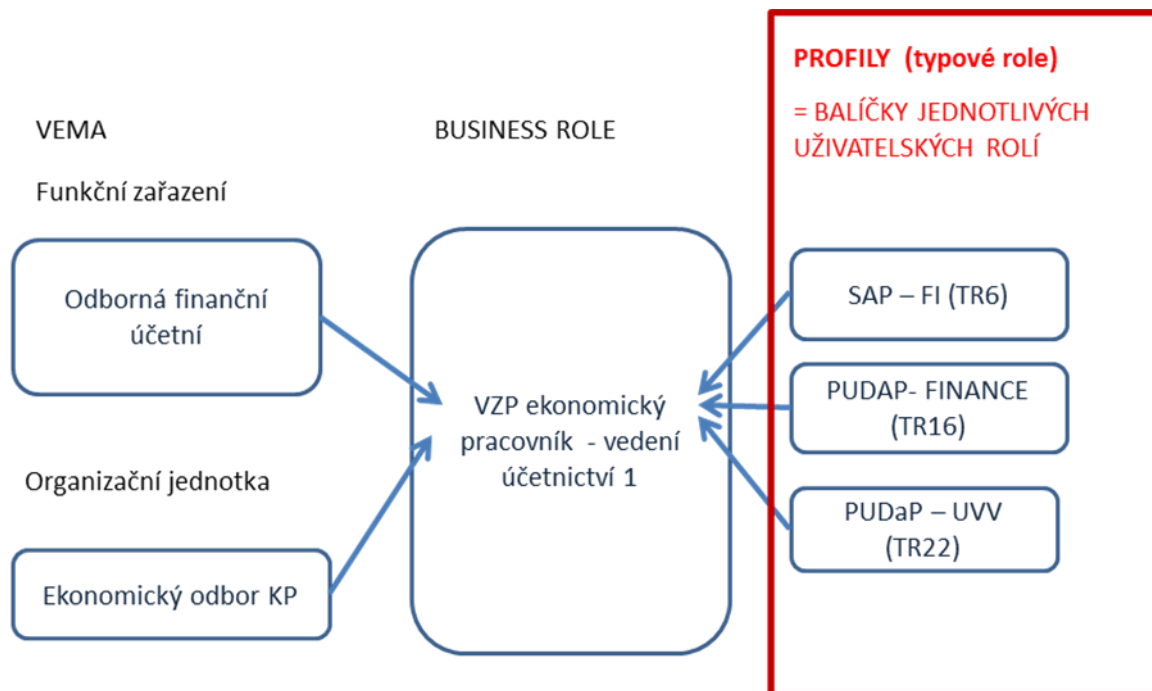 VEMA
Funkční zařazení
Odborná finanční
účetní
Organizační jednotka
Ekonomický odbor KP
BUSINESS ROLE
VZP ekonomický
pracovník - vedení
účetnictví 1
PROFILY (typové role)
= BALÍČKY JEDNOTLIVÝCH
UŽIVATELSKÝCH ROLÍ
SAP – FI (TR6)
PUDAP- FINANCE
(TR16)
PUDaP – UVV
(TR22)